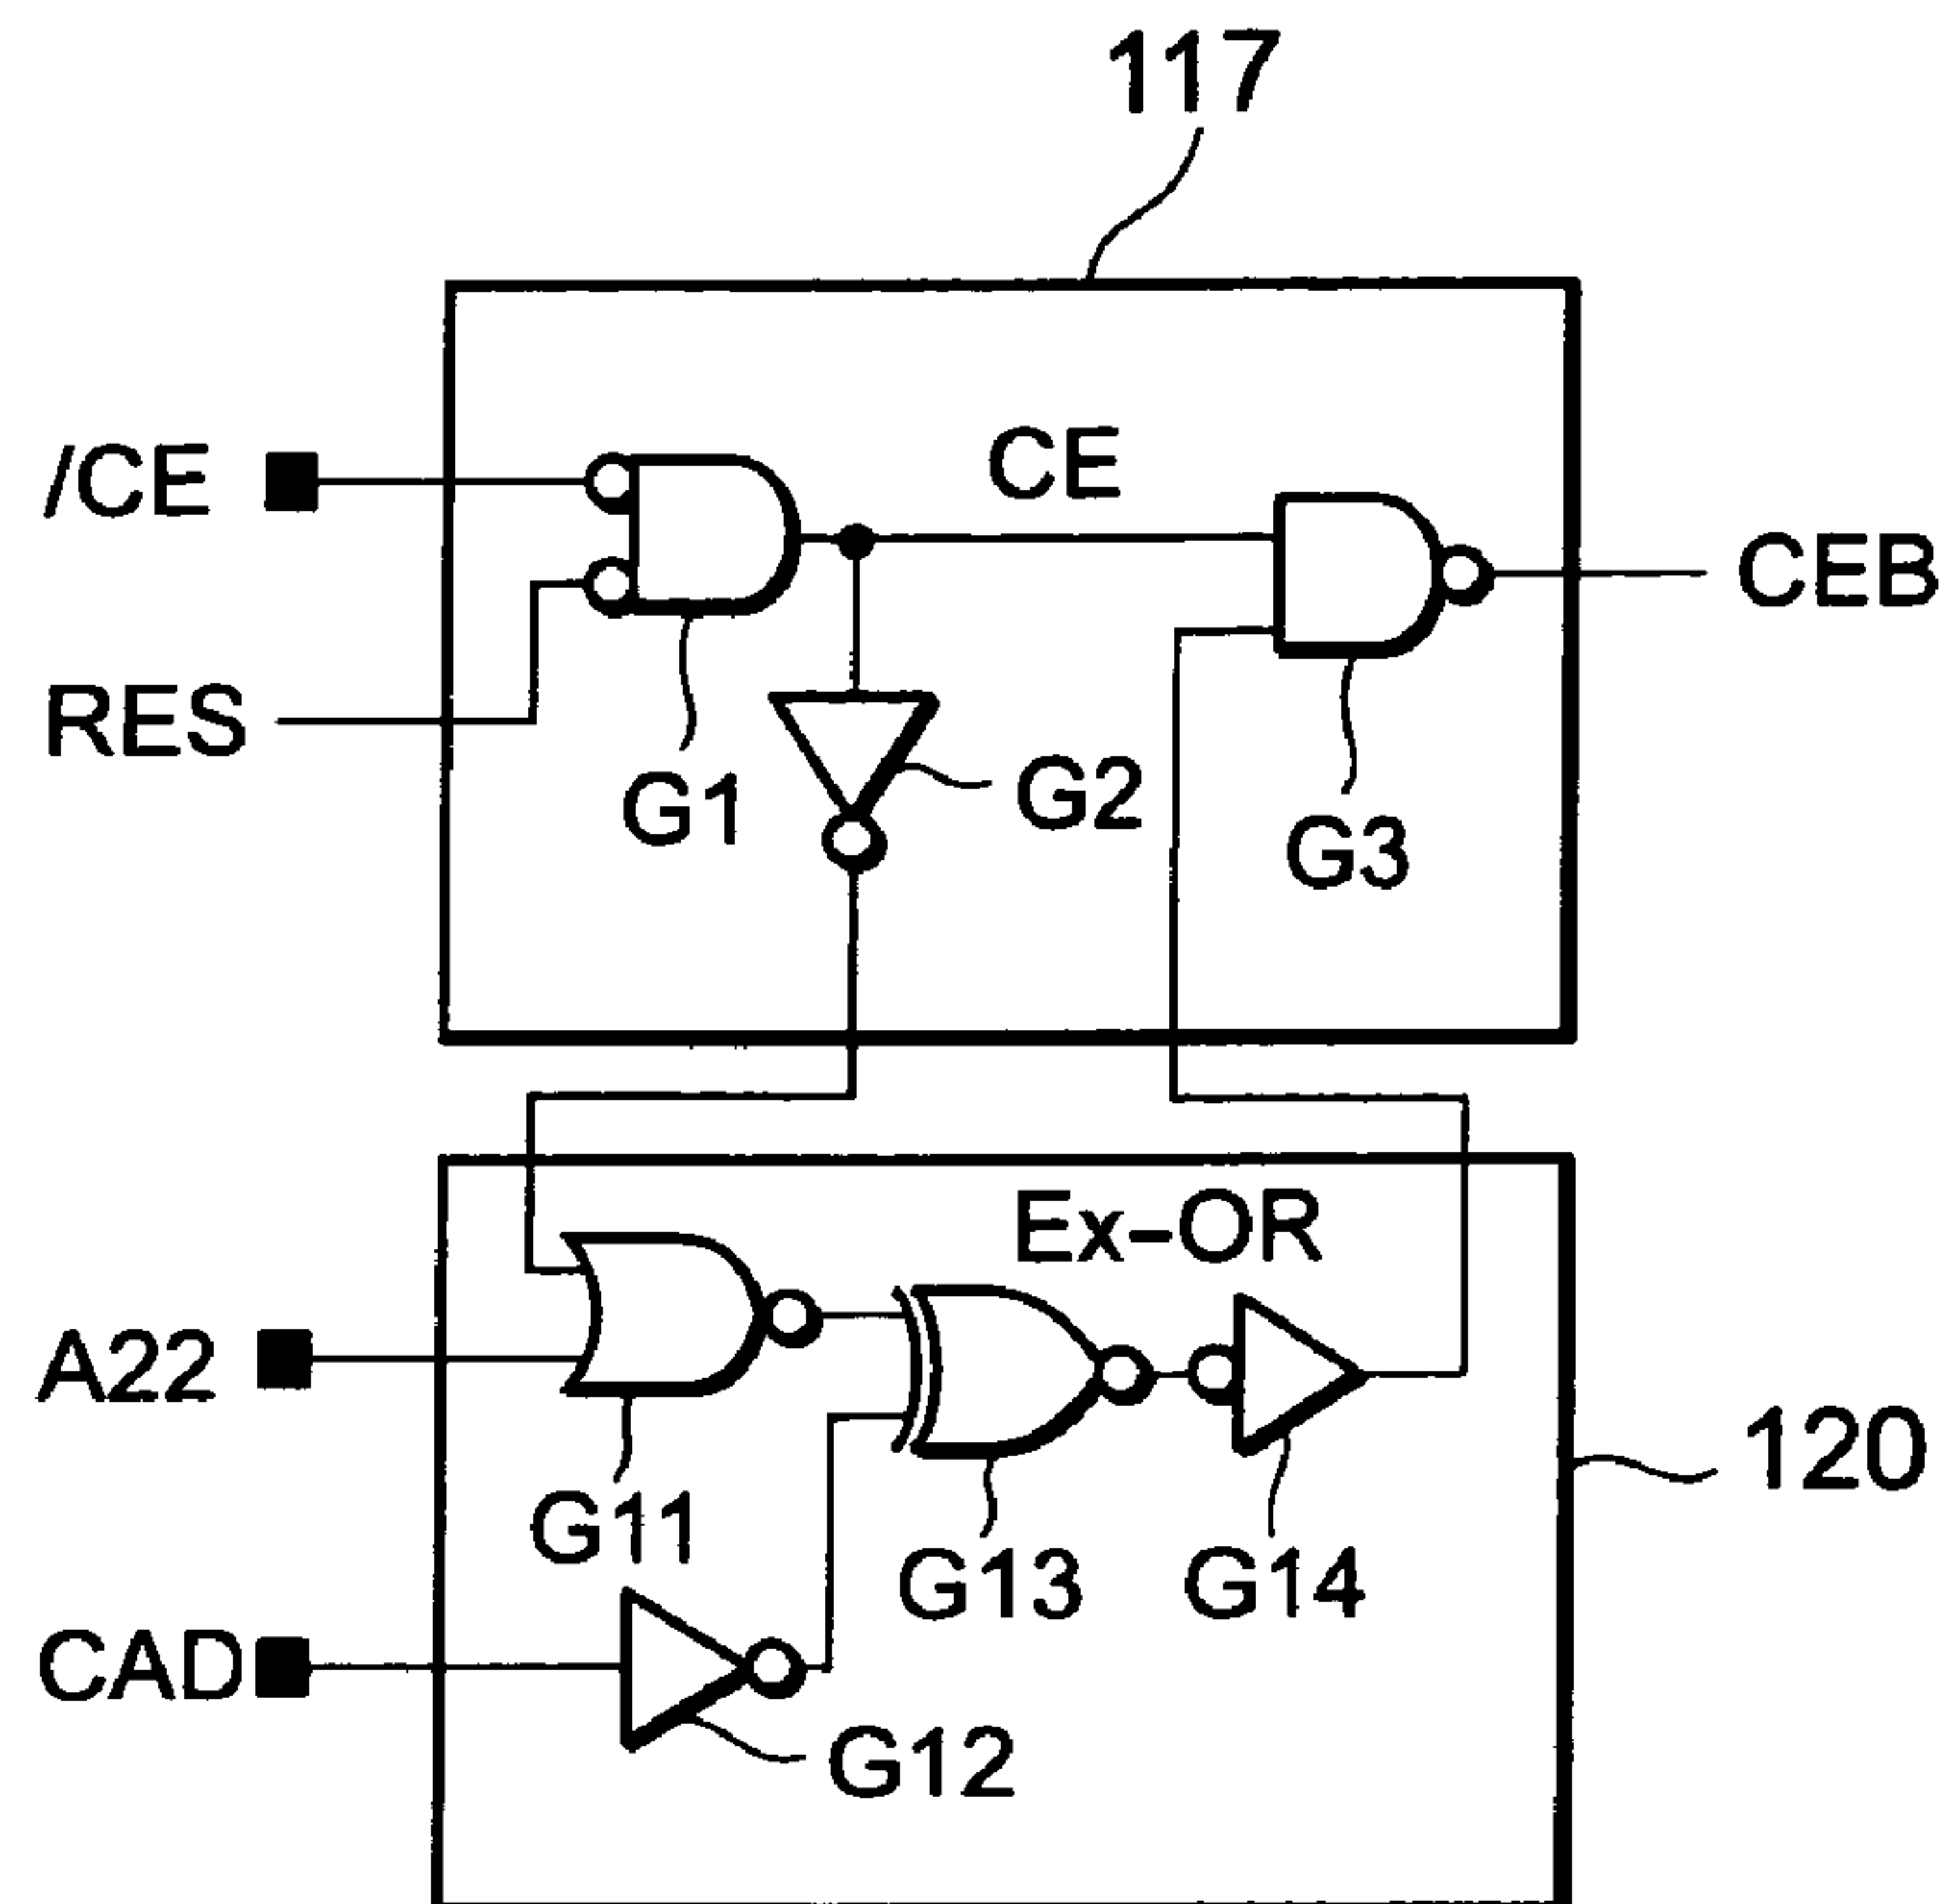 117
/CE
CE
CEB
RES
G1
G2
G3
Ex-OR
A22
120
G11
G13
G14
CAD
G12